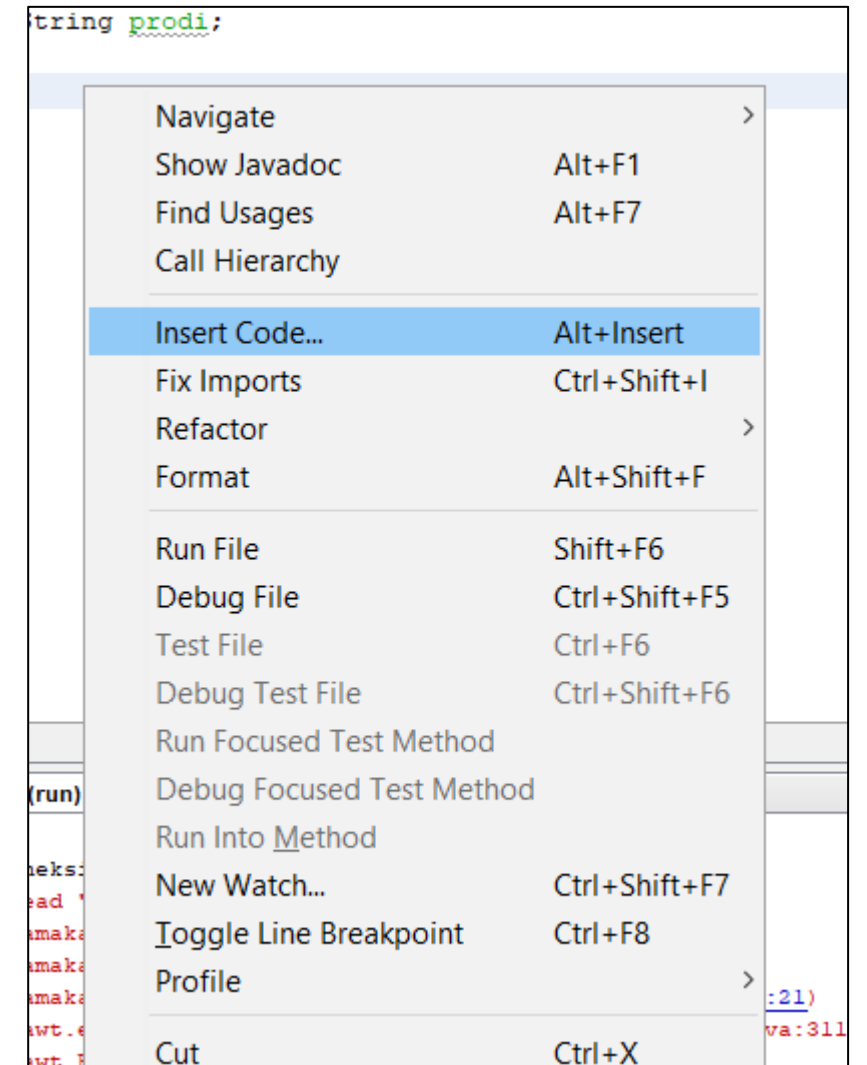 String prodi;
Navigate >
Show Javadoc Alt+F1
Find Usages Alt+F7
Call Hierarchy
Insert Code... Alt+Insert
Fix Imports Ctrl+Shift+I
Refactor >
Format Alt+Shift+F
Run File Shift+F6
Debug File Ctrl+Shift+F5
Test File Ctrl+F6
Debug Test File Ctrl+Shift+F6
Run Focused Test Method
(run) Debug Focused Test Method
Run Into Method
New Watch... Ctrl+Shift+F7
Toggle Line Breakpoint Ctrl+F8
Profile >
:21)
va:311
Cut Ctrl+X